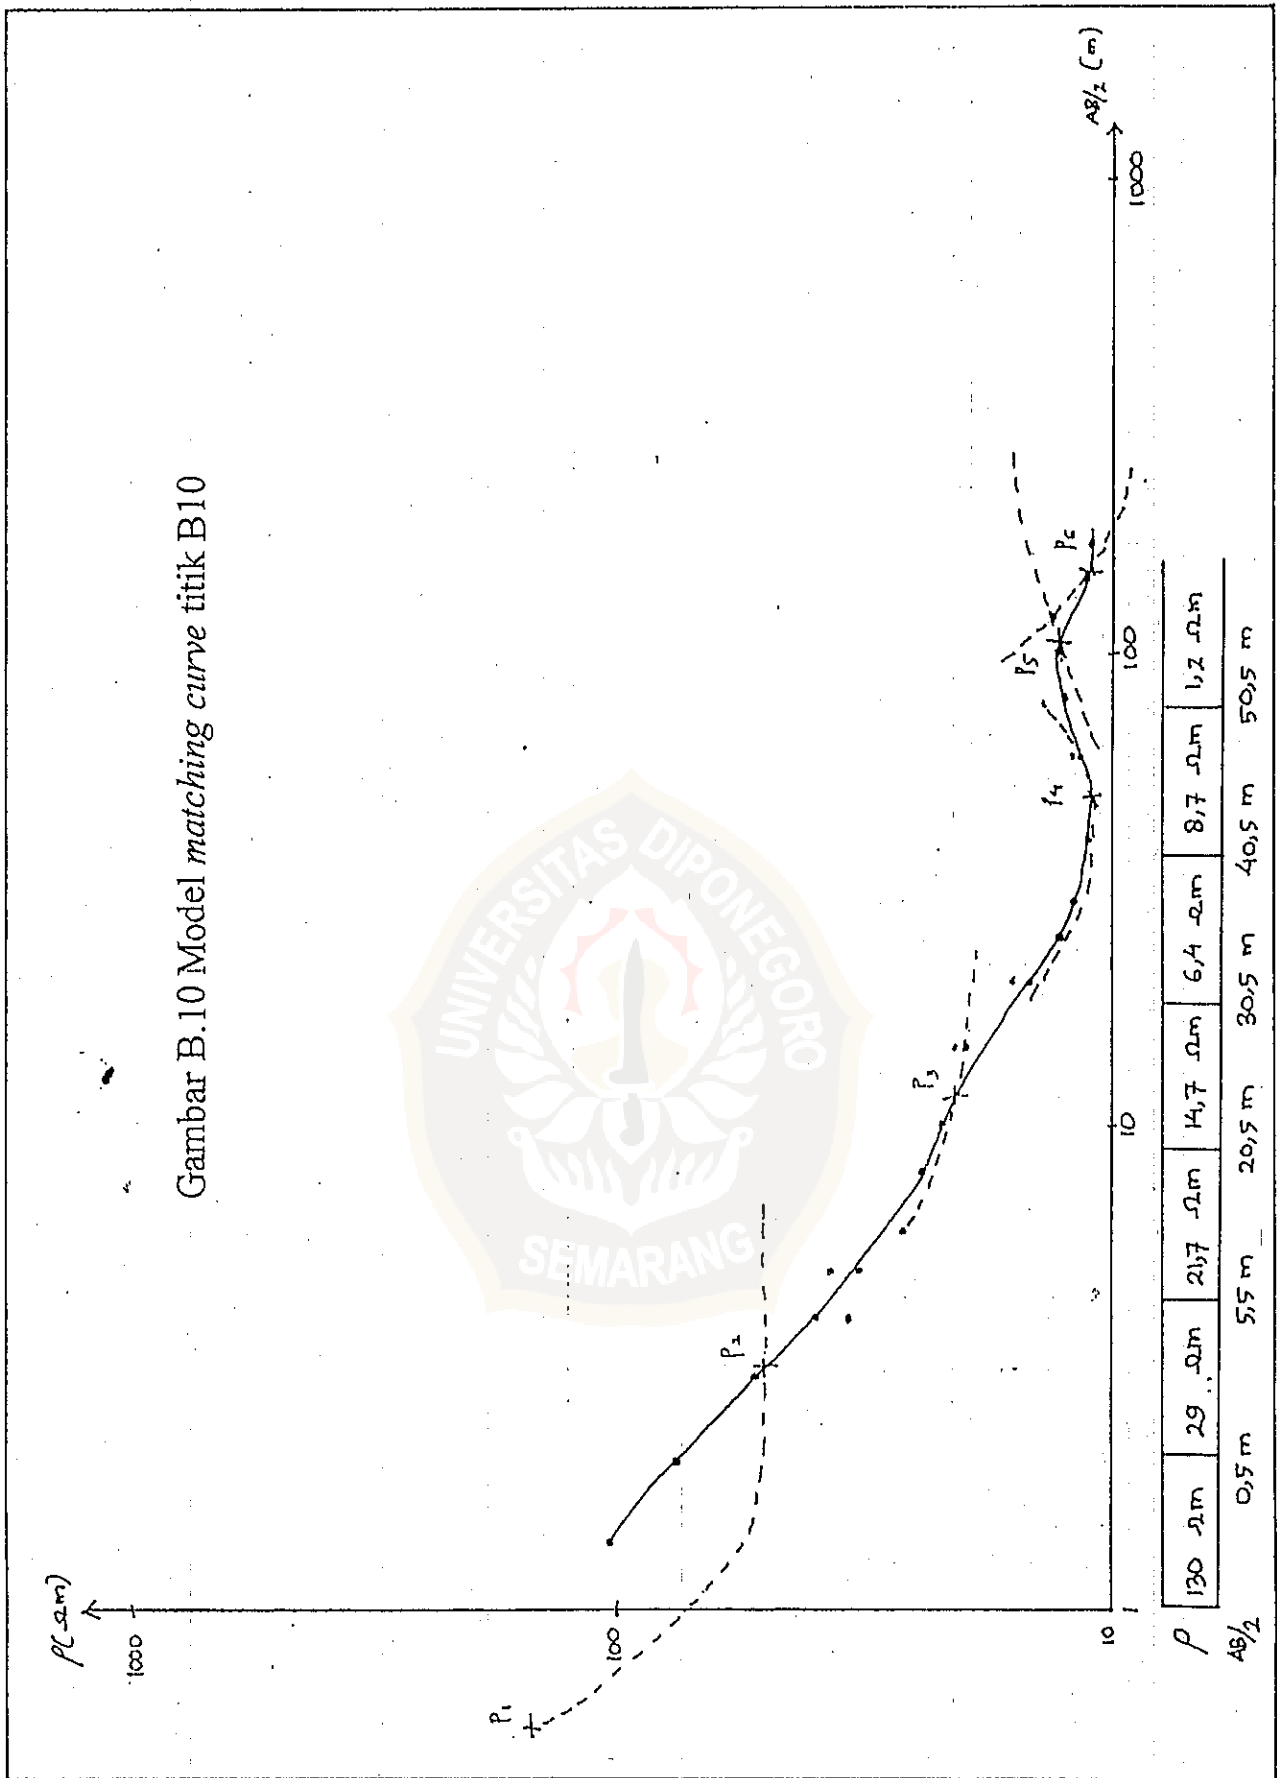 Gambar B.10 Model matching curve titik B10
ρ(Ωm)
1000
100
10
1
10
100
1000
AB/2 (m)
P1
P2
P3
P4
P5
P6
UNIVERSITAS DIPONEGORO
SEMARANG
ρ 130 Ωm 29 Ωm 21,7 Ωm 14,7 Ωm 6,4 Ωm 8,7 Ωm 1,2 Ωm
AB/2 0,5 m 5,5 m 20,5 m 30,5 m 40,5 m 50,5 m